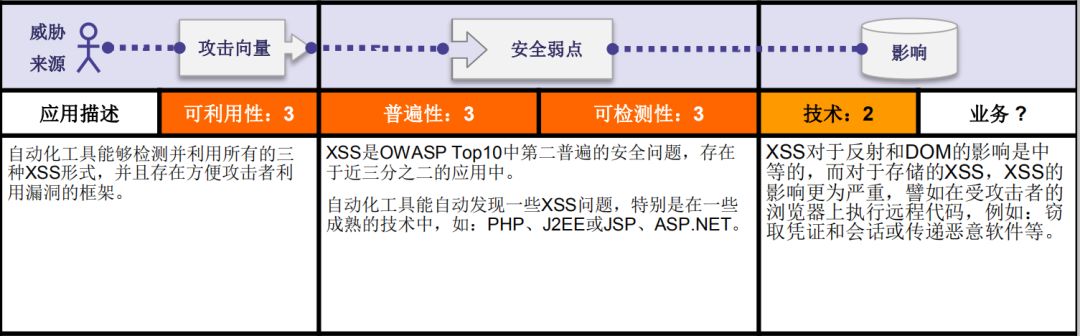 威胁
来源
攻击向量
安全弱点
影响
应用描述
可利用性：3
普遍性：3
可检测性：3
技术：2
业务 ?
自动化工具能够检测并利用所有的三
种XSS形式，并且存在方便攻击者利
用漏洞的框架。
XSS是OWASP Top10中第二普遍的安全问题，存在
于近三分之二的应用中。
自动化工具能自动发现一些XSS问题，特别是在一些
成熟的技术中，如：PHP、J2EE或JSP、ASP.NET。
XSS对于反射和DOM的影响是中
等的，而对于存储的XSS，XSS的
影响更为严重，譬如在受攻击者的
浏览器上执行远程代码，例如：窃
取凭证和会话或传递恶意软件等。